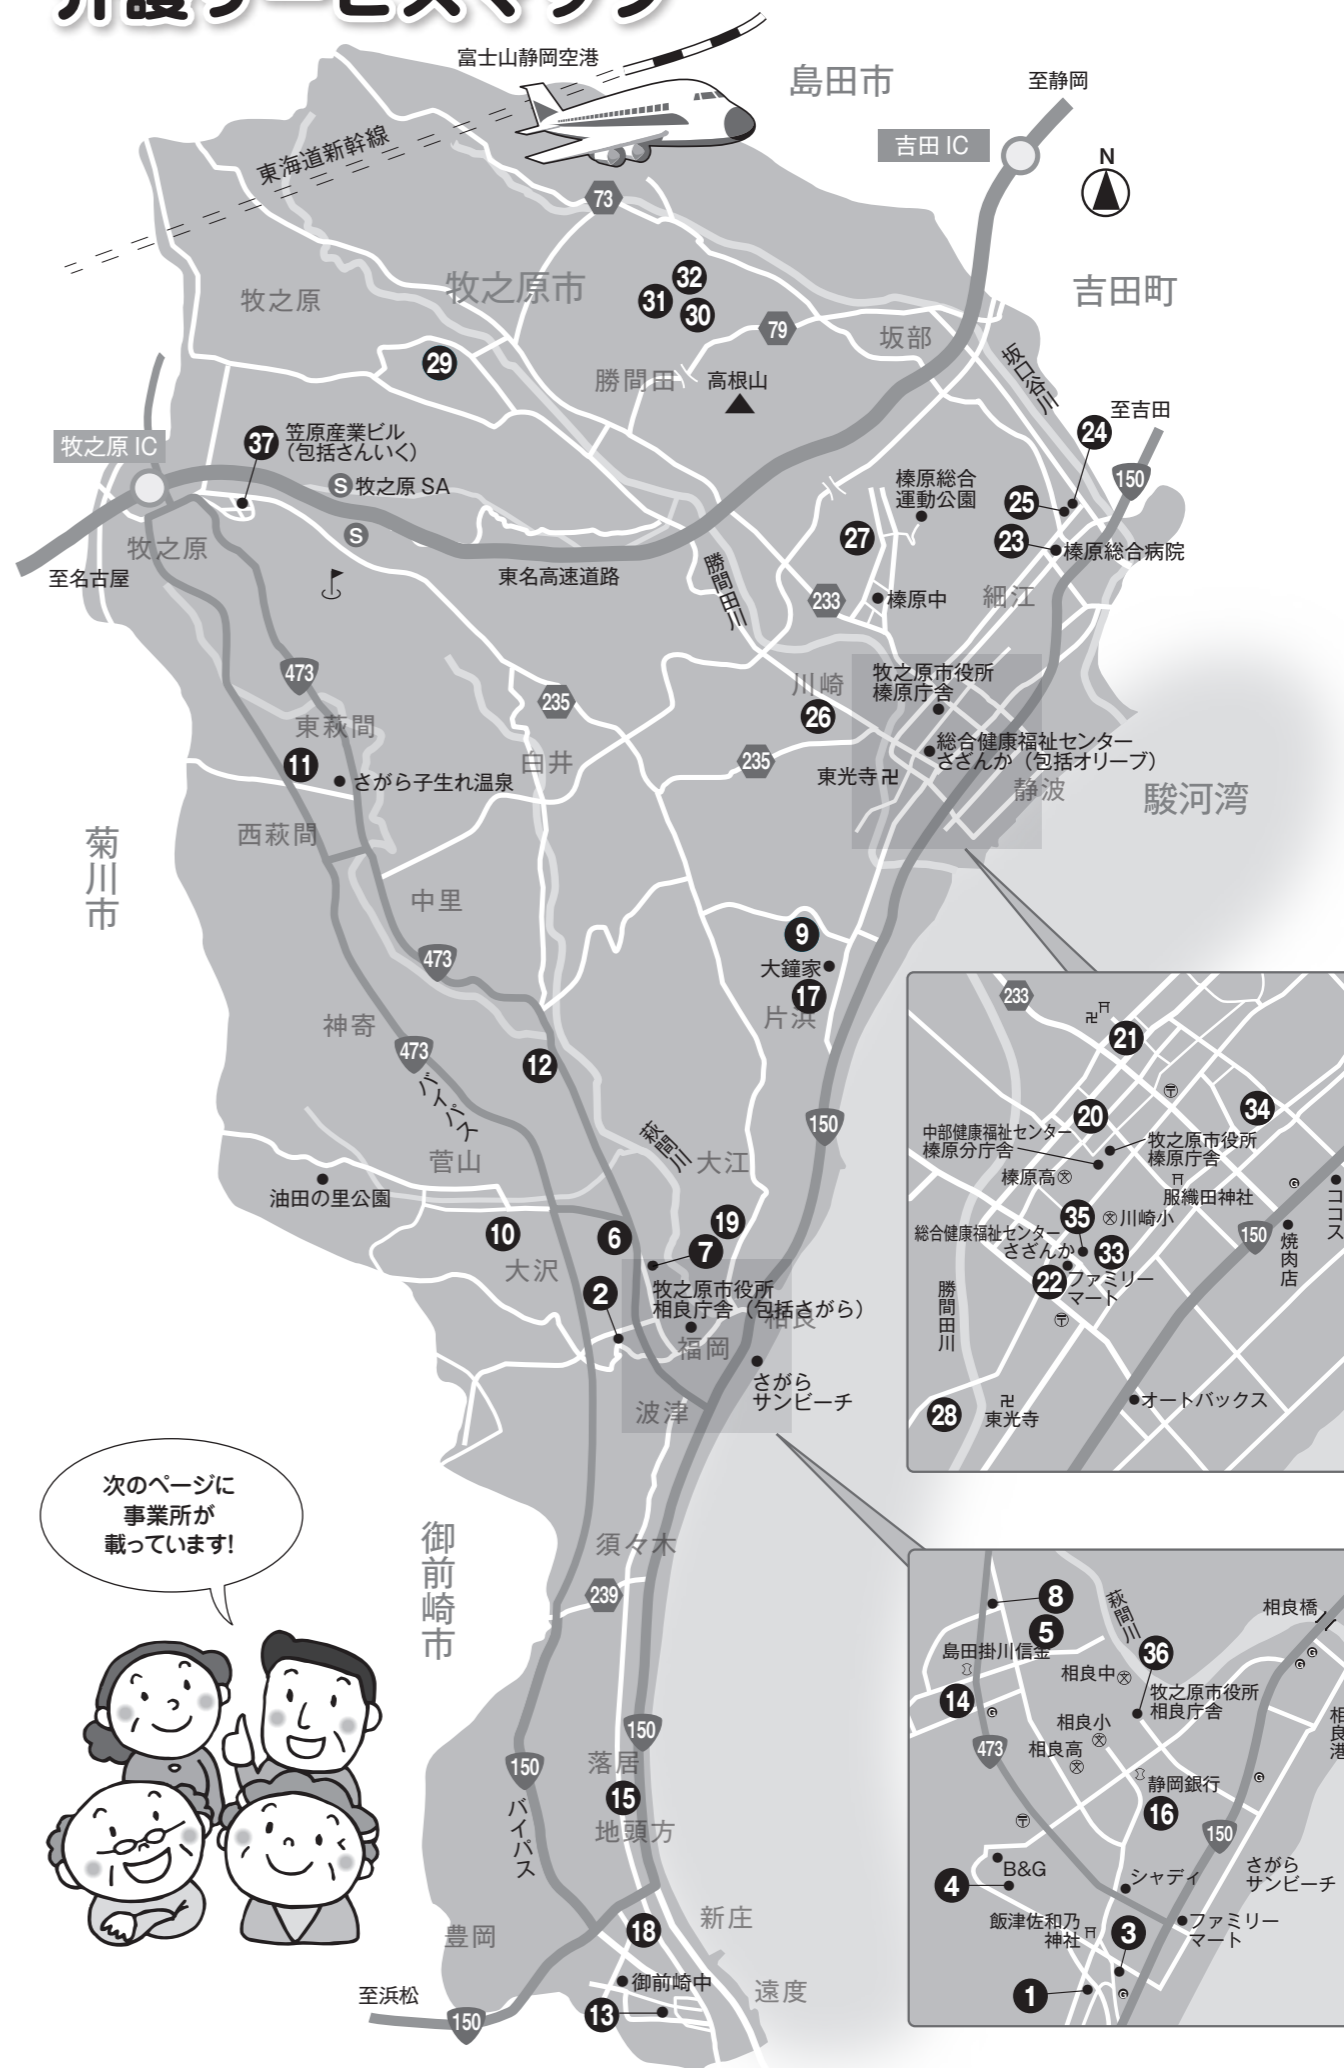 介護サービスマップ
富士山静岡空港
島田市
至静岡
吉田 IC
N
東海道新幹線
73
牧之原
牧之原市
32
31
30
79
吉田町
坂部
坂口谷川
29
勝間田
高根山
至吉田
24
牧之原 IC
37
笠原産業ビル
(包括さんいく)
S 牧之原 SA
S
榛原総合
運動公園
25
150
27
23
榛原総合病院
牧之原
至名古屋
東名高速道路
勝間田川
233
榛原中
細江
473
東萩間
235
川崎
26
牧之原市役所
榛原庁舎
11
さがら子生れ温泉
白井
235
総合健康福祉センター
さざんか(包括オリーブ)
東光寺
静波
駿河湾
西萩間
菊川市
中里
473
9
大鐘家
17
片浜
神寄
473
バイパス
12
150
萩間川
大江
菅山
油田の里公園
10
大沢
6
19
7
2
牧之原市役所
相良庁舎(包括さがら)
相良
福岡
さがら
サンビーチ
波津
233
21
20
34
中部健康福祉センター
榛原分庁舎
牧之原市役所
榛原庁舎
榛原高
服織田神社
G
ココス
35
川崎小
150
焼肉店
総合健康福祉センター
さざんか
33
22
ファミリー
マート
勝間田川
28
東光寺
オートバックス
次のページに
事業所が
載っています!
御前崎市
須々木
239
150
150
バイパス
落居
15
地頭方
18
新庄
豊岡
御前崎中
遠度
至浜松
150
13
8
5
萩間川
相良橋
島田掛川信金
36
相良中
G
G
14
G
牧之原市役所
相良庁舎
相良港
473
相良小
相良高
静岡銀行
G
16
150
B&G
4
シャディ
さがら
サンビーチ
飯津佐和乃
神社
3
ファミリー
マート
1
G